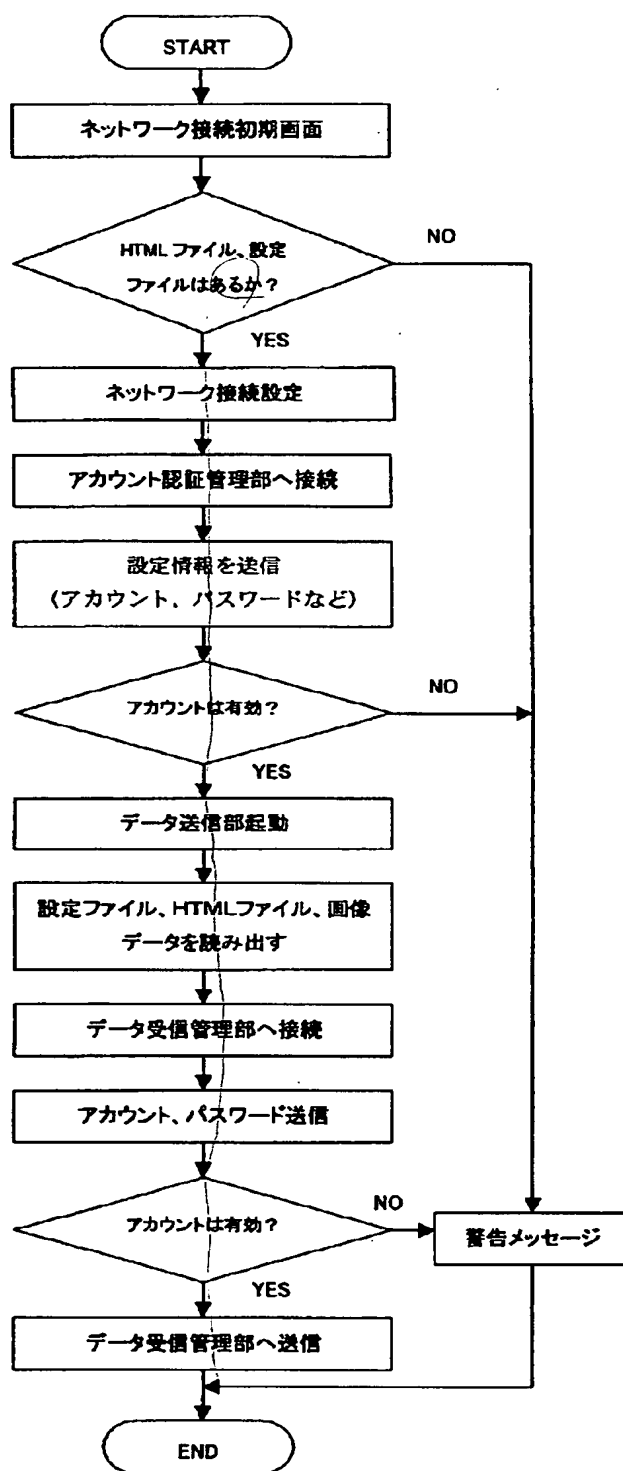 START
ネットワーク接続初期画面
HTML ファイル、設定
ファイルはあるか？
NO
YES
ネットワーク接続設定
アカウント認証管理部へ接続
設定情報を送信
（アカウント、パスワードなど）
アカウントは有効？
NO
YES
データ送信部起動
設定ファイル、HTMLファイル、画像
データを読み出す
データ受信管理部へ接続
アカウント、パスワード送信
アカウントは有効？
NO
警告メッセージ
YES
データ受信管理部へ送信
END